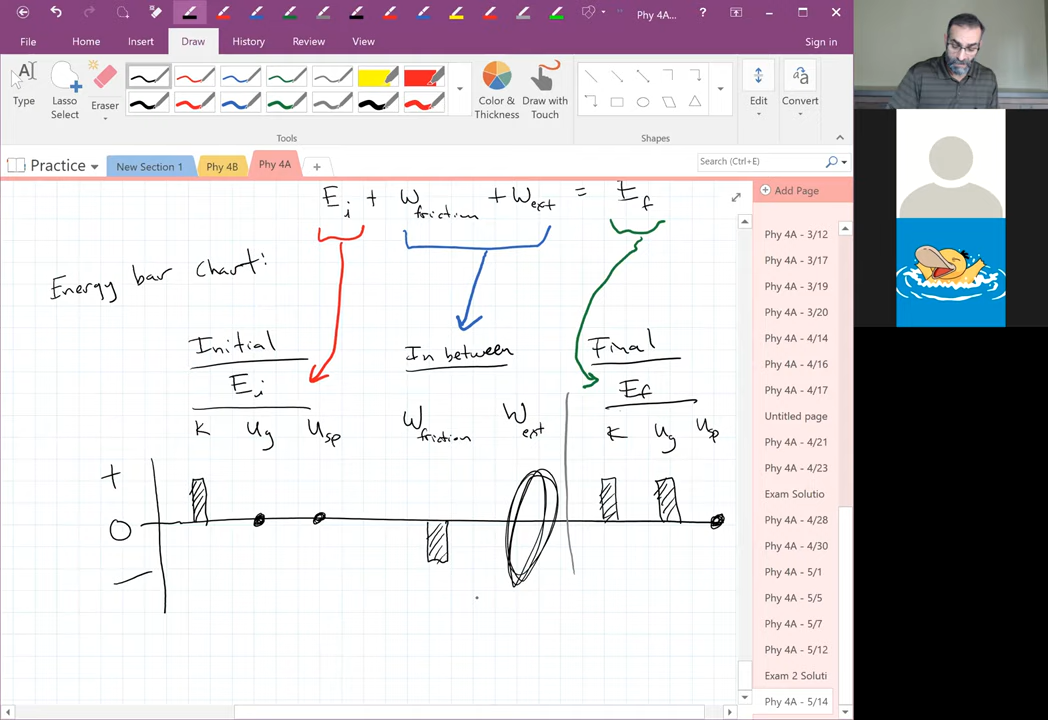 Phy 4A...
?
File
Home
Insert
Draw
History
Review
View
Sign in
A
Type
Lasso Select
Eraser
Color & Thickness
Draw with Touch
Edit
Convert
Tools
Shapes
Practice
New Section 1
Phy 4B
Phy 4A
+
Search (Ctrl+E)
Add Page
Phy 4A - 3/12
Phy 4A - 3/17
Phy 4A - 3/19
Phy 4A - 3/20
Phy 4A - 4/14
Phy 4A - 4/16
Phy 4A - 4/17
Untitled page
Phy 4A - 4/21
Phy 4A - 4/23
Exam Solutio
Phy 4A - 4/28
Phy 4A - 4/30
Phy 4A - 5/1
Phy 4A - 5/5
Phy 4A - 5/7
Phy 4A - 5/12
Exam 2 Soluti
Phy 4A - 5/14
Ei + Wfriction + Wext = Ef
Energy bar chart:
Initial In between Final
Ei Ef
K Ug Usp Wfriction Wext K Ug Usp
+
0
−